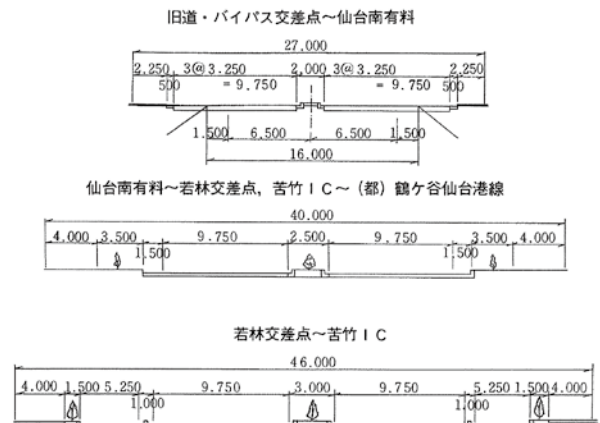 旧道・バイパス交差点～仙台南有料
27.000
2.250 3@3.250 2.000 3@3.250 2.250
500 = 9.750 = 9.750 500
1.500 6.500 6.500 1.500
16.000
仙台南有料～若林交差点，苦竹ＩＣ～（都）鶴ケ谷仙台港線
40.000
4.000 3.500 9.750 2.500 9.750 3.500 4.000
1.500 1.500
若林交差点～苦竹ＩＣ
46.000
4.000 1.500 5.250 9.750 3.000 9.750 5.250 1.500 4.000
1.000 1.000